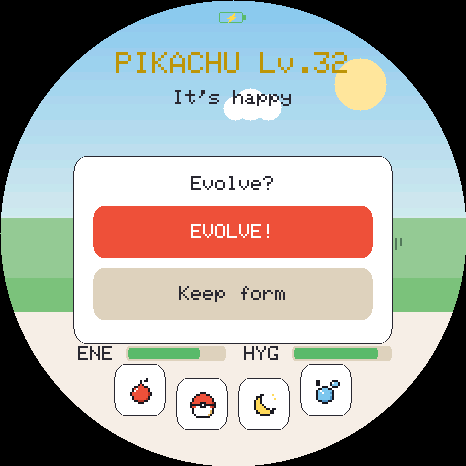 PIKACHU Lv.32
It's happy
Evolve?
EVOLVE!
Keep form
ENE HYG